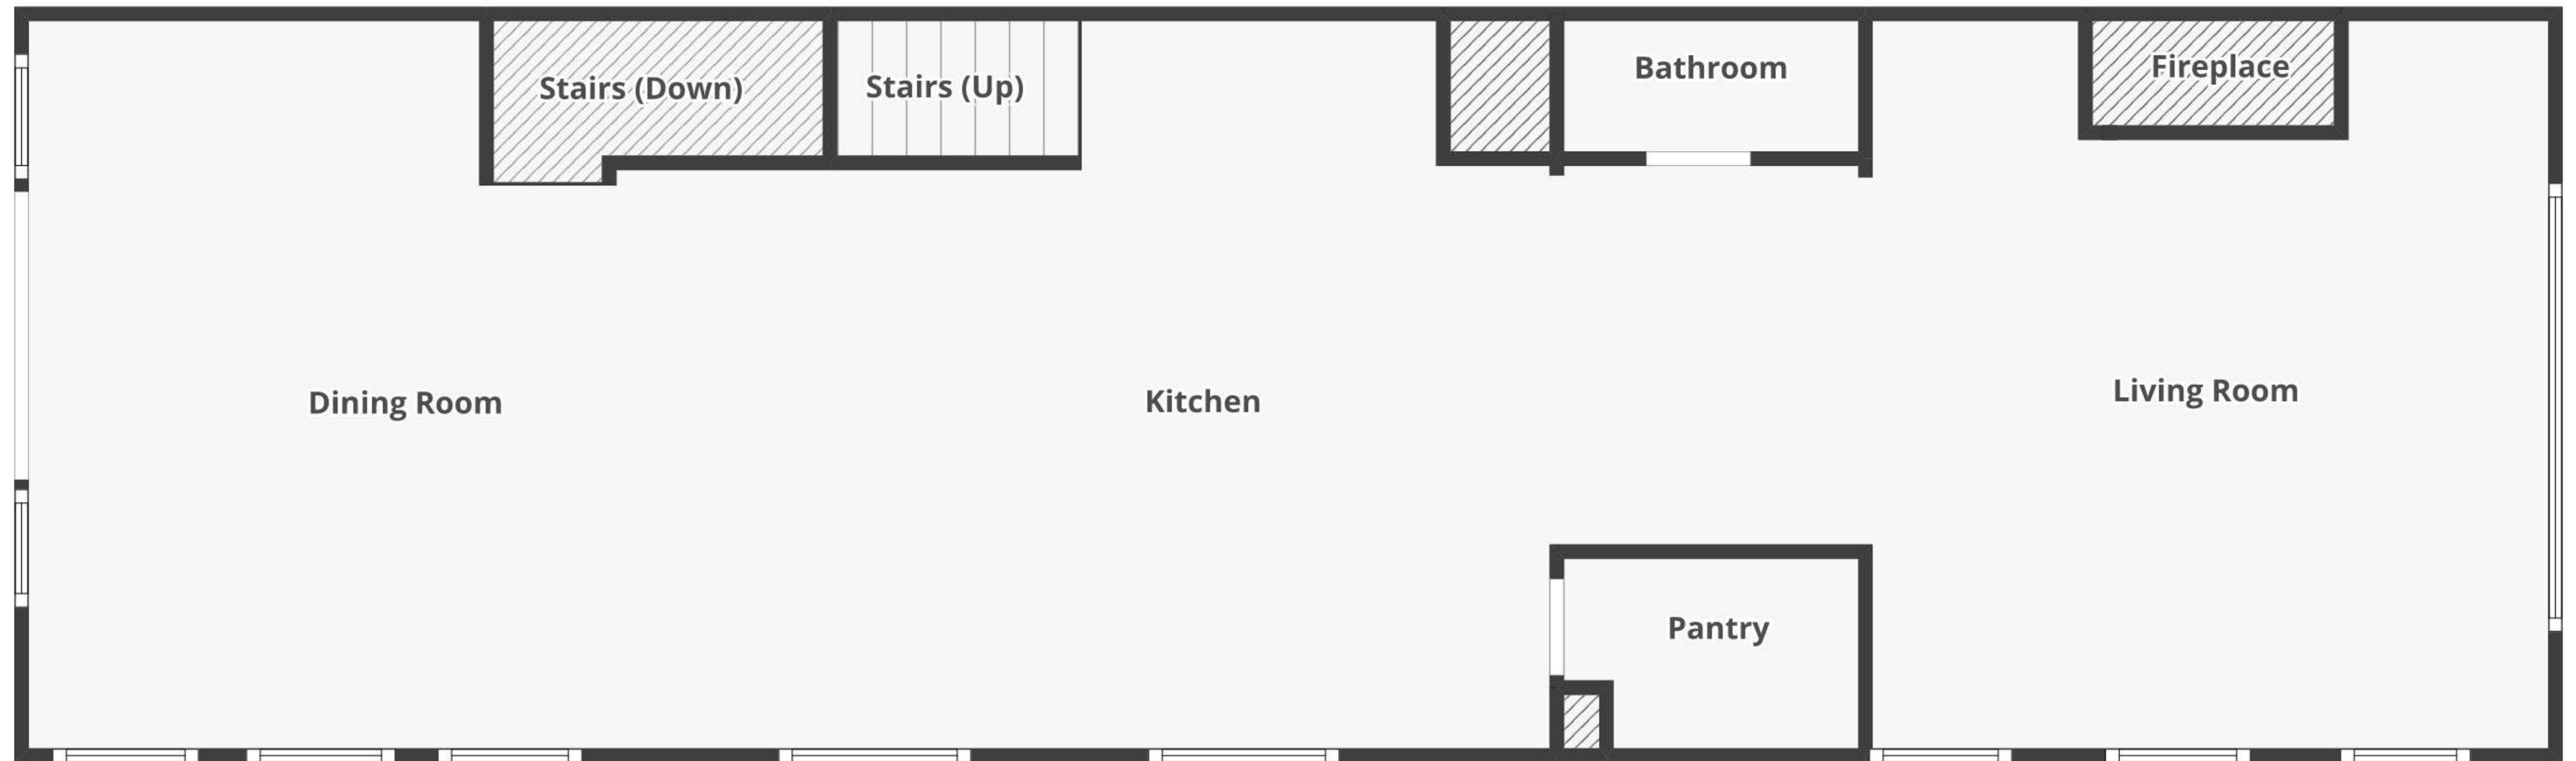 Stairs (Down)
Stairs (Up)
Bathroom
Fireplace
Dining Room
Kitchen
Living Room
Pantry